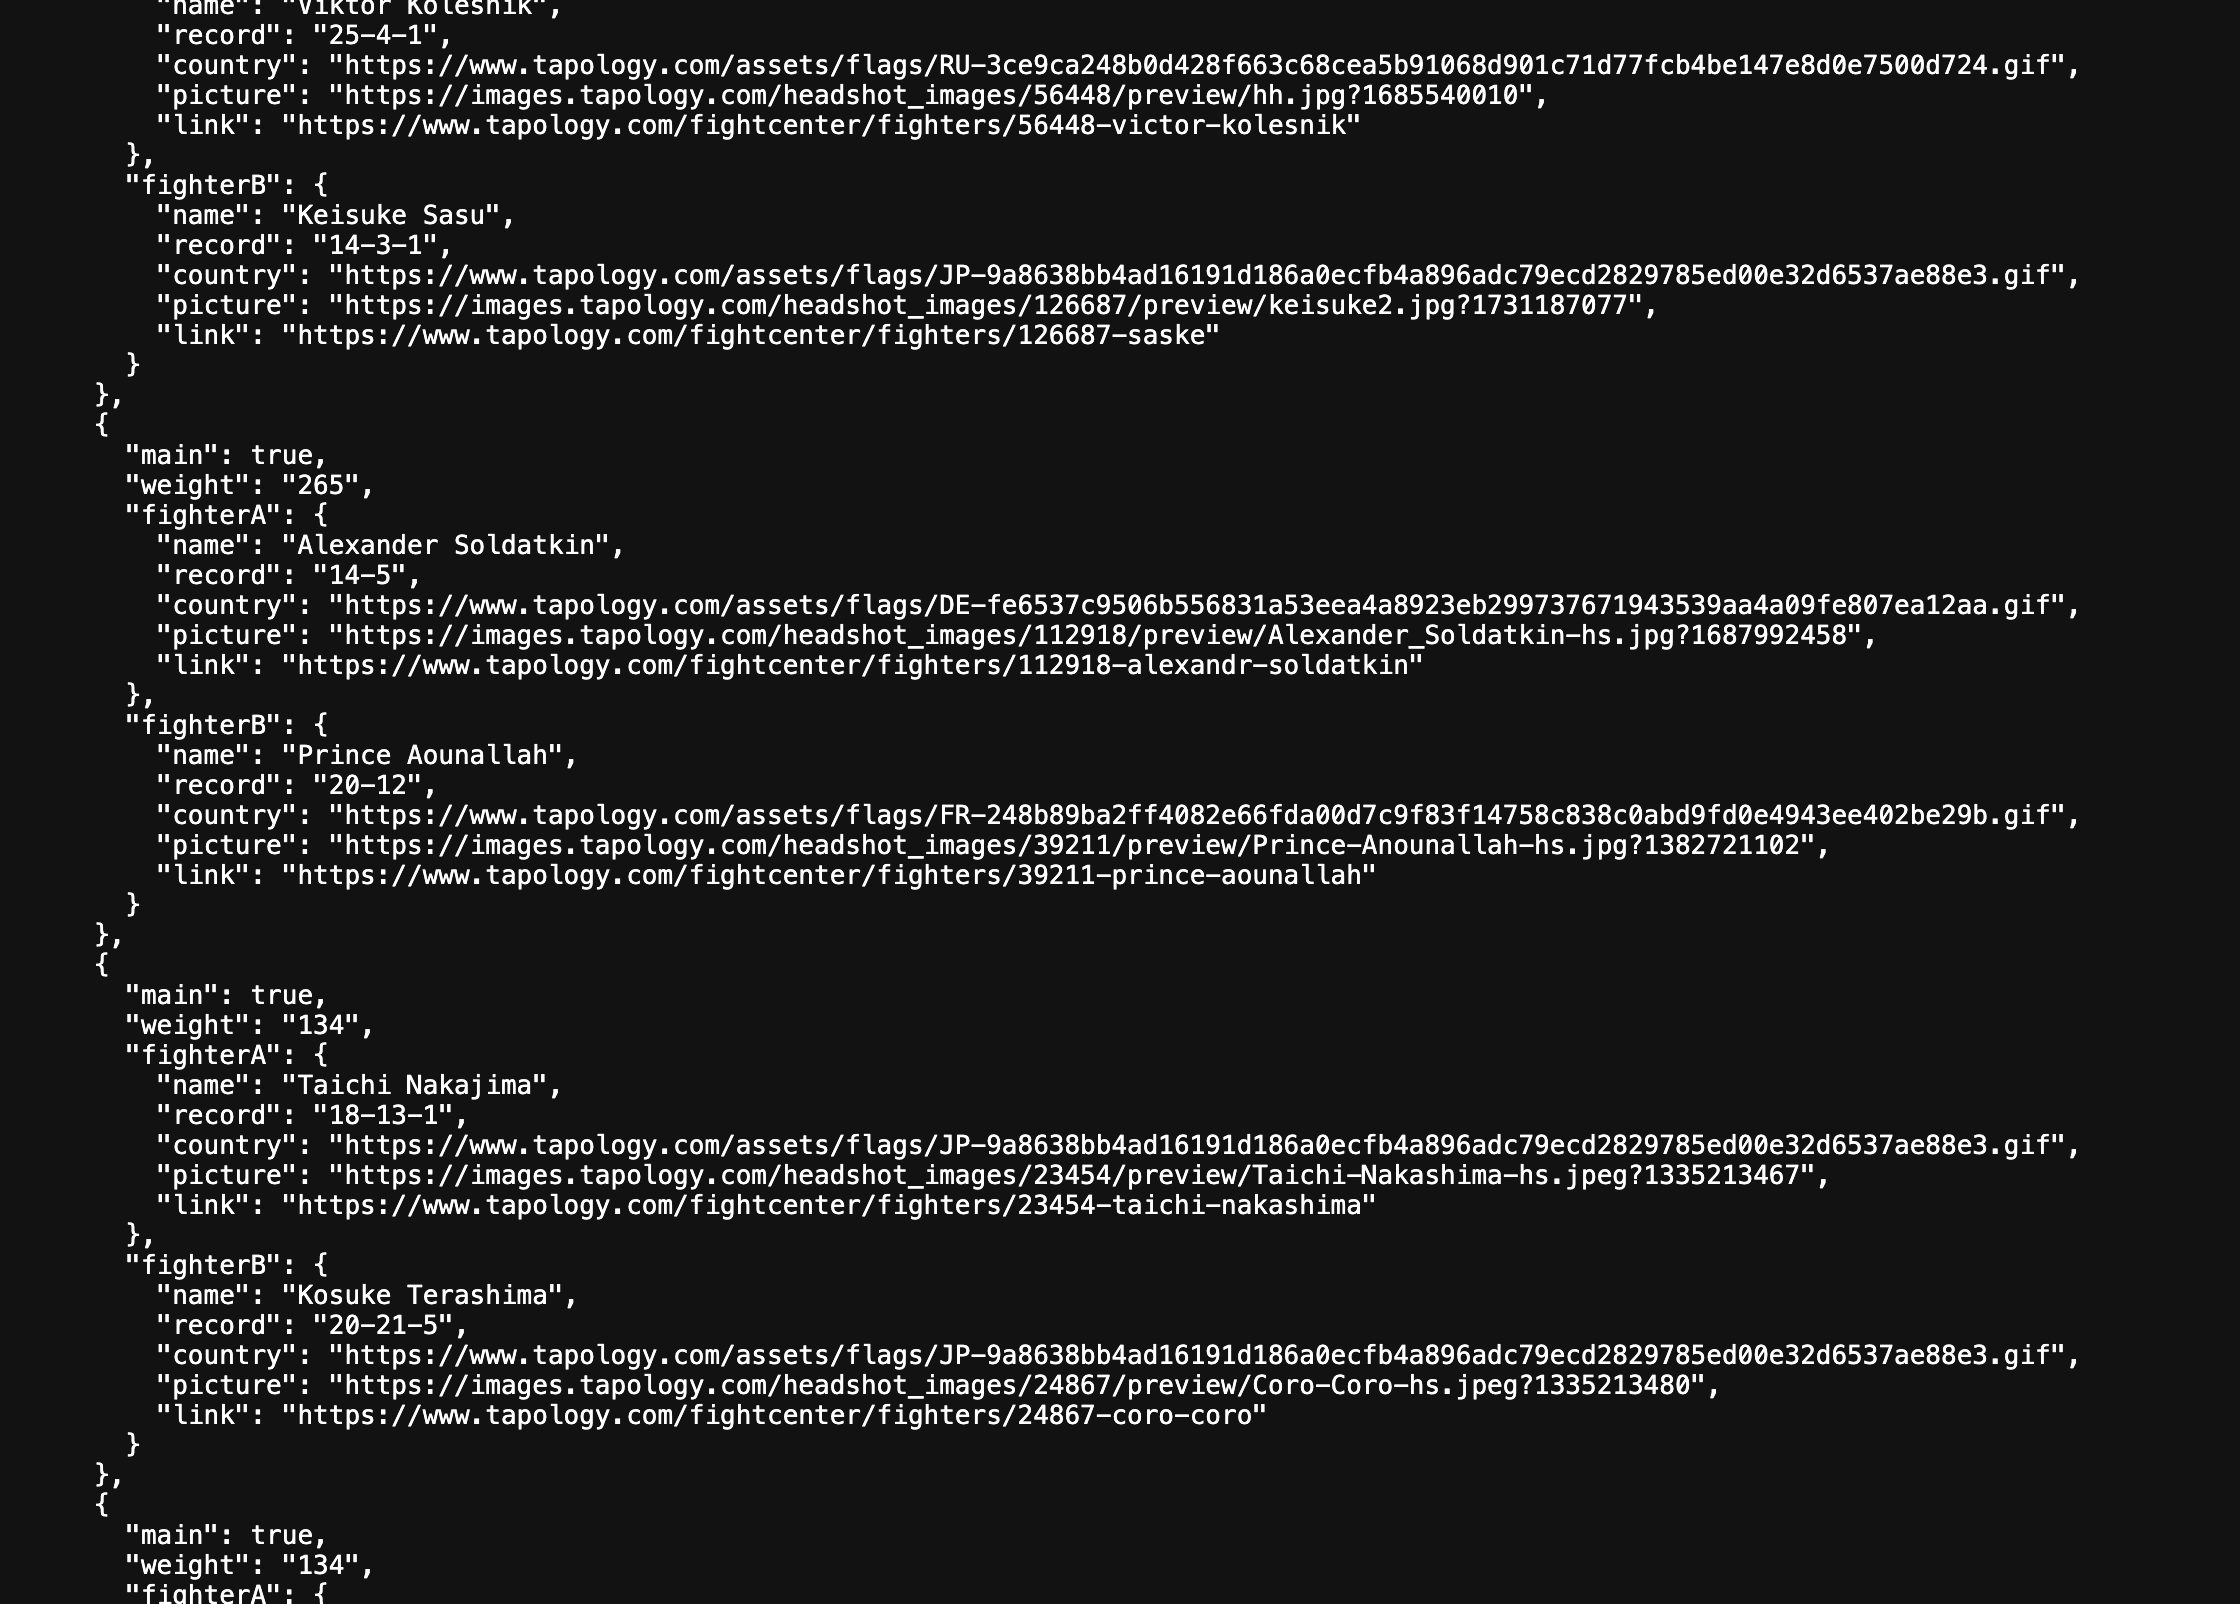 "name": "Viktor Kolesnik",
"record": "25-4-1",
"country": "https://www.tapology.com/assets/flags/RU-3ce9ca248b0d428f663c68cea5b91068d901c71d77fcb4be147e8d0e7500d724.gif",
"picture": "https://images.tapology.com/headshot_images/56448/preview/hh.jpg?1685540010",
"link": "https://www.tapology.com/fightcenter/fighters/56448-victor-kolesnik"
},
"fighterB": {
"name": "Keisuke Sasu",
"record": "14-3-1",
"country": "https://www.tapology.com/assets/flags/JP-9a8638bb4ad16191d186a0ecfb4a896adc79ecd2829785ed00e32d6537ae88e3.gif",
"picture": "https://images.tapology.com/headshot_images/126687/preview/keisuke2.jpg?1731187077",
"link": "https://www.tapology.com/fightcenter/fighters/126687-saske"
}
},
{
"main": true,
"weight": "265",
"fighterA": {
"name": "Alexander Soldatkin",
"record": "14-5",
"country": "https://www.tapology.com/assets/flags/DE-fe6537c9506b556831a53eea4a8923eb299737671943539aa4a09fe807ea12aa.gif",
"picture": "https://images.tapology.com/headshot_images/112918/preview/Alexander_Soldatkin-hs.jpg?1687992458",
"link": "https://www.tapology.com/fightcenter/fighters/112918-alexandr-soldatkin"
},
"fighterB": {
"name": "Prince Aounallah",
"record": "20-12",
"country": "https://www.tapology.com/assets/flags/FR-248b89ba2ff4082e66fda00d7c9f83f14758c838c0abd9fd0e4943ee402be29b.gif",
"picture": "https://images.tapology.com/headshot_images/39211/preview/Prince-Anounallah-hs.jpg?1382721102",
"link": "https://www.tapology.com/fightcenter/fighters/39211-prince-aounallah"
}
},
{
"main": true,
"weight": "134",
"fighterA": {
"name": "Taichi Nakajima",
"record": "18-13-1",
"country": "https://www.tapology.com/assets/flags/JP-9a8638bb4ad16191d186a0ecfb4a896adc79ecd2829785ed00e32d6537ae88e3.gif",
"picture": "https://images.tapology.com/headshot_images/23454/preview/Taichi-Nakashima-hs.jpeg?1335213467",
"link": "https://www.tapology.com/fightcenter/fighters/23454-taichi-nakashima"
},
"fighterB": {
"name": "Kosuke Terashima",
"record": "20-21-5",
"country": "https://www.tapology.com/assets/flags/JP-9a8638bb4ad16191d186a0ecfb4a896adc79ecd2829785ed00e32d6537ae88e3.gif",
"picture": "https://images.tapology.com/headshot_images/24867/preview/Coro-Coro-hs.jpeg?1335213480",
"link": "https://www.tapology.com/fightcenter/fighters/24867-coro-coro"
}
},
{
"main": true,
"weight": "134",
"fighterA": {